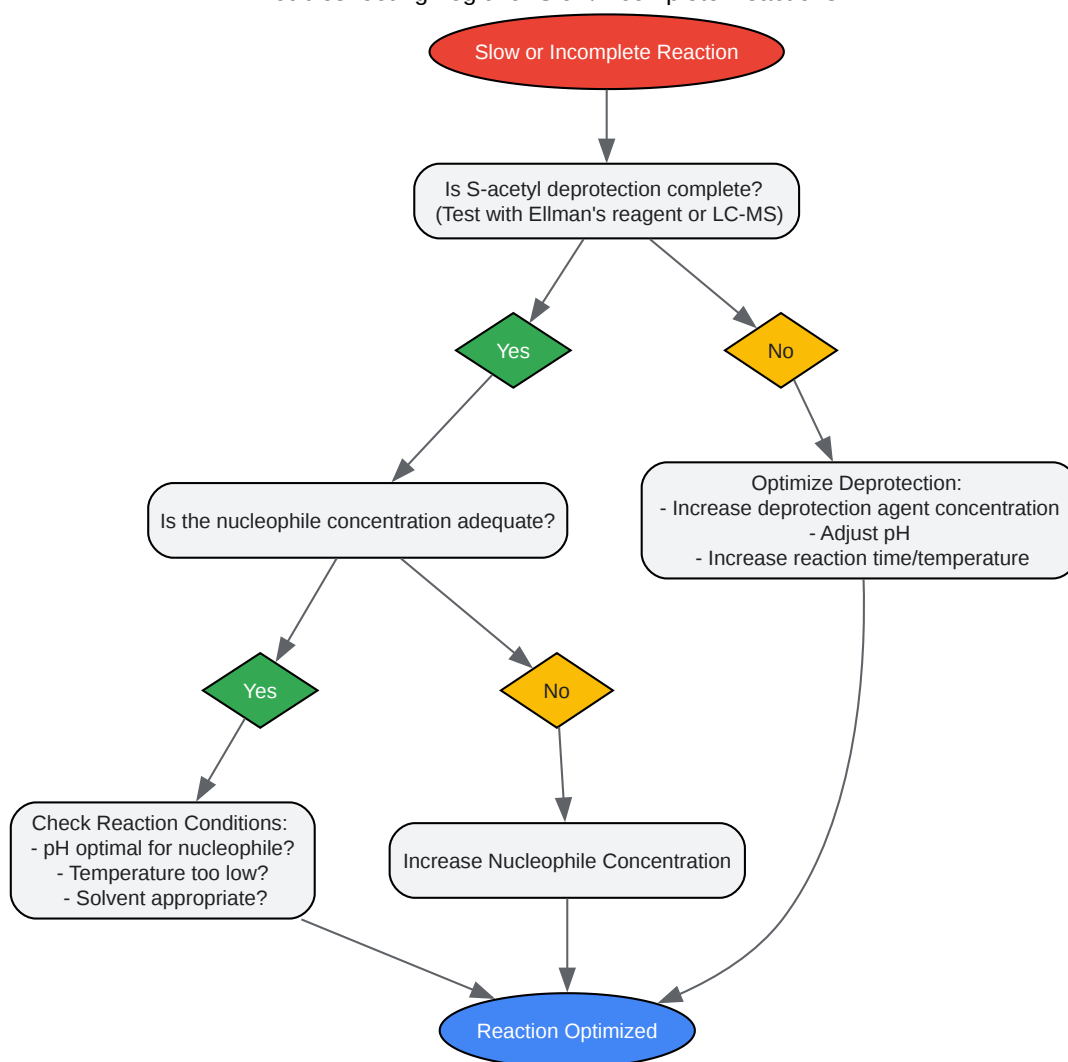 Slow or Incomplete Reaction
Is S-acetyl deprotection complete?
(Test with Ellman's reagent or LC-MS)
Yes
No
Is the nucleophile concentration adequate?
Optimize Deprotection:
- Increase deprotection agent concentration
- Adjust pH
- Increase reaction time/temperature
Yes
No
Check Reaction Conditions:
- pH optimal for nucleophile?
- Temperature too low?
- Solvent appropriate?
Increase Nucleophile Concentration
Reaction Optimized